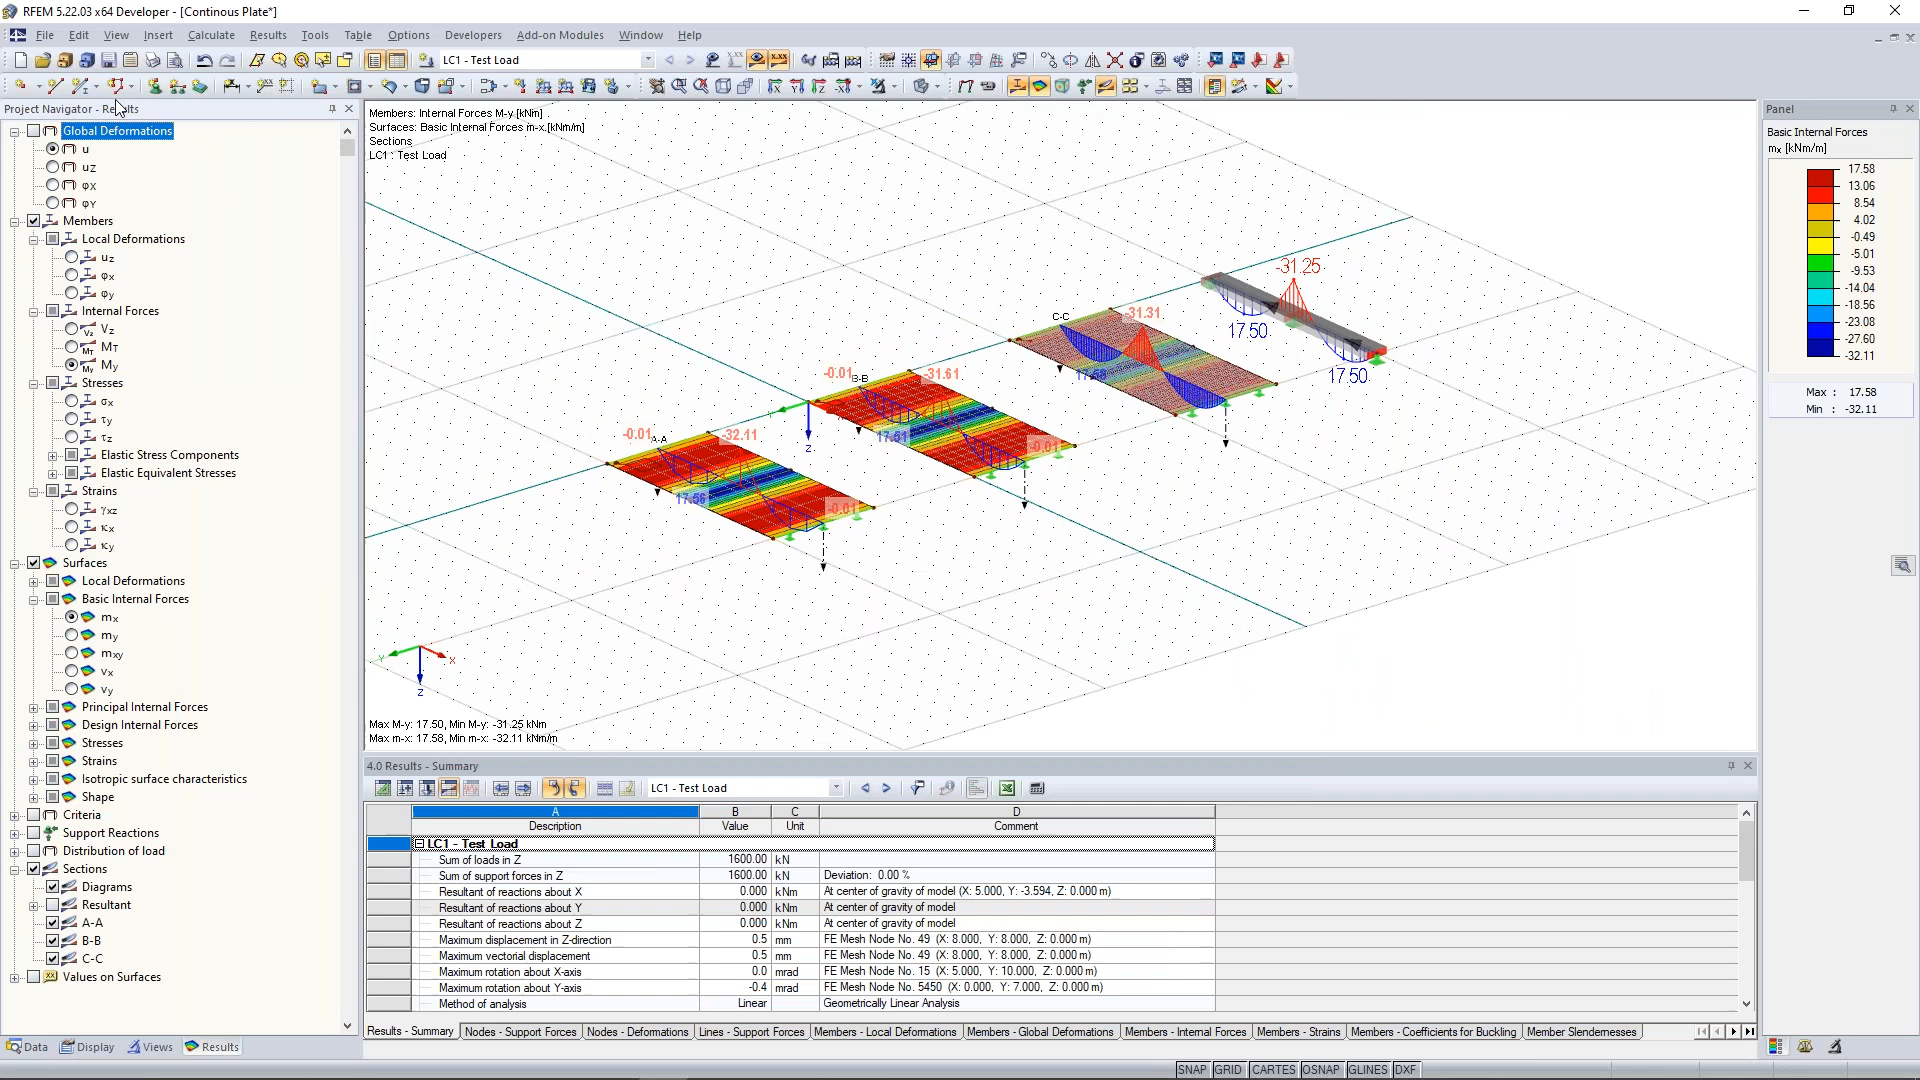 RFEM 5.22.03 x64 Developer - [Continous Plate*]
File Edit View Insert Calculate Results Tools Table Options Developers Add-on Modules Window Help
LC1 - Test Load
Project Navigator - Results
Global Deformations
u
uZ
φX
φY
Members
Local Deformations
uz
φx
φy
Internal Forces
Vz
MT
My
Stresses
σx
τy
τz
Elastic Stress Components
Elastic Equivalent Stresses
Strains
γxz
κx
κy
Surfaces
Local Deformations
Basic Internal Forces
mx
my
mxy
vx
vy
Principal Internal Forces
Design Internal Forces
Stresses
Strains
Isotropic surface characteristics
Shape
Criteria
Support Reactions
Distribution of load
Sections
Diagrams
Resultant
A-A
B-B
C-C
Values on Surfaces
Data Display Views Results
Members: Internal Forces M-y [kNm]
Surfaces: Basic Internal Forces m-x [kNm/m]
Sections
LC1 : Test Load
-31.25
17.50
17.50
C-C
-31.31
17.58
-0.01
B-B
-31.61
17.51
-0.01
-0.01
A-A
-32.11
17.56
-0.01
Y
Z
Y
X
Z
Max M-y: 17.50, Min M-y: -31.25 kNm
Max m-x: 17.58, Min m-x: -32.11 kNm/m
Panel
Basic Internal Forces
mx [kNm/m]
17.58
13.06
8.54
4.02
-0.49
-5.01
-9.53
-14.04
-18.56
-23.08
-27.60
-32.11
Max : 17.58
Min : -32.11
4.0 Results - Summary
LC1 - Test Load
A B C D
Description Value Unit Comment
LC1 - Test Load
Sum of loads in Z 1600.00 kN
Sum of support forces in Z 1600.00 kN Deviation: 0.00 %
Resultant of reactions about X 0.000 kNm At center of gravity of model (X: 5.000, Y: -3.594, Z: 0.000 m)
Resultant of reactions about Y 0.000 kNm At center of gravity of model
Resultant of reactions about Z 0.000 kNm At center of gravity of model
Maximum displacement in Z-direction 0.5 mm FE Mesh Node No. 49 (X: 8.000, Y: 8.000, Z: 0.000 m)
Maximum vectorial displacement 0.5 mm FE Mesh Node No. 49 (X: 8.000, Y: 8.000, Z: 0.000 m)
Maximum rotation about X-axis 0.0 mrad FE Mesh Node No. 15 (X: 5.000, Y: 10.000, Z: 0.000 m)
Maximum rotation about Y-axis -0.4 mrad FE Mesh Node No. 5450 (X: 0.000, Y: 7.000, Z: 0.000 m)
Method of analysis Linear Geometrically Linear Analysis
Results - Summary Nodes - Support Forces Nodes - Deformations Lines - Support Forces Members - Local Deformations Members - Global Deformations Members - Internal Forces Members - Strains Members - Coefficients for Buckling Member Slendernesses
SNAP GRID CARTES OSNAP GLINES DXF